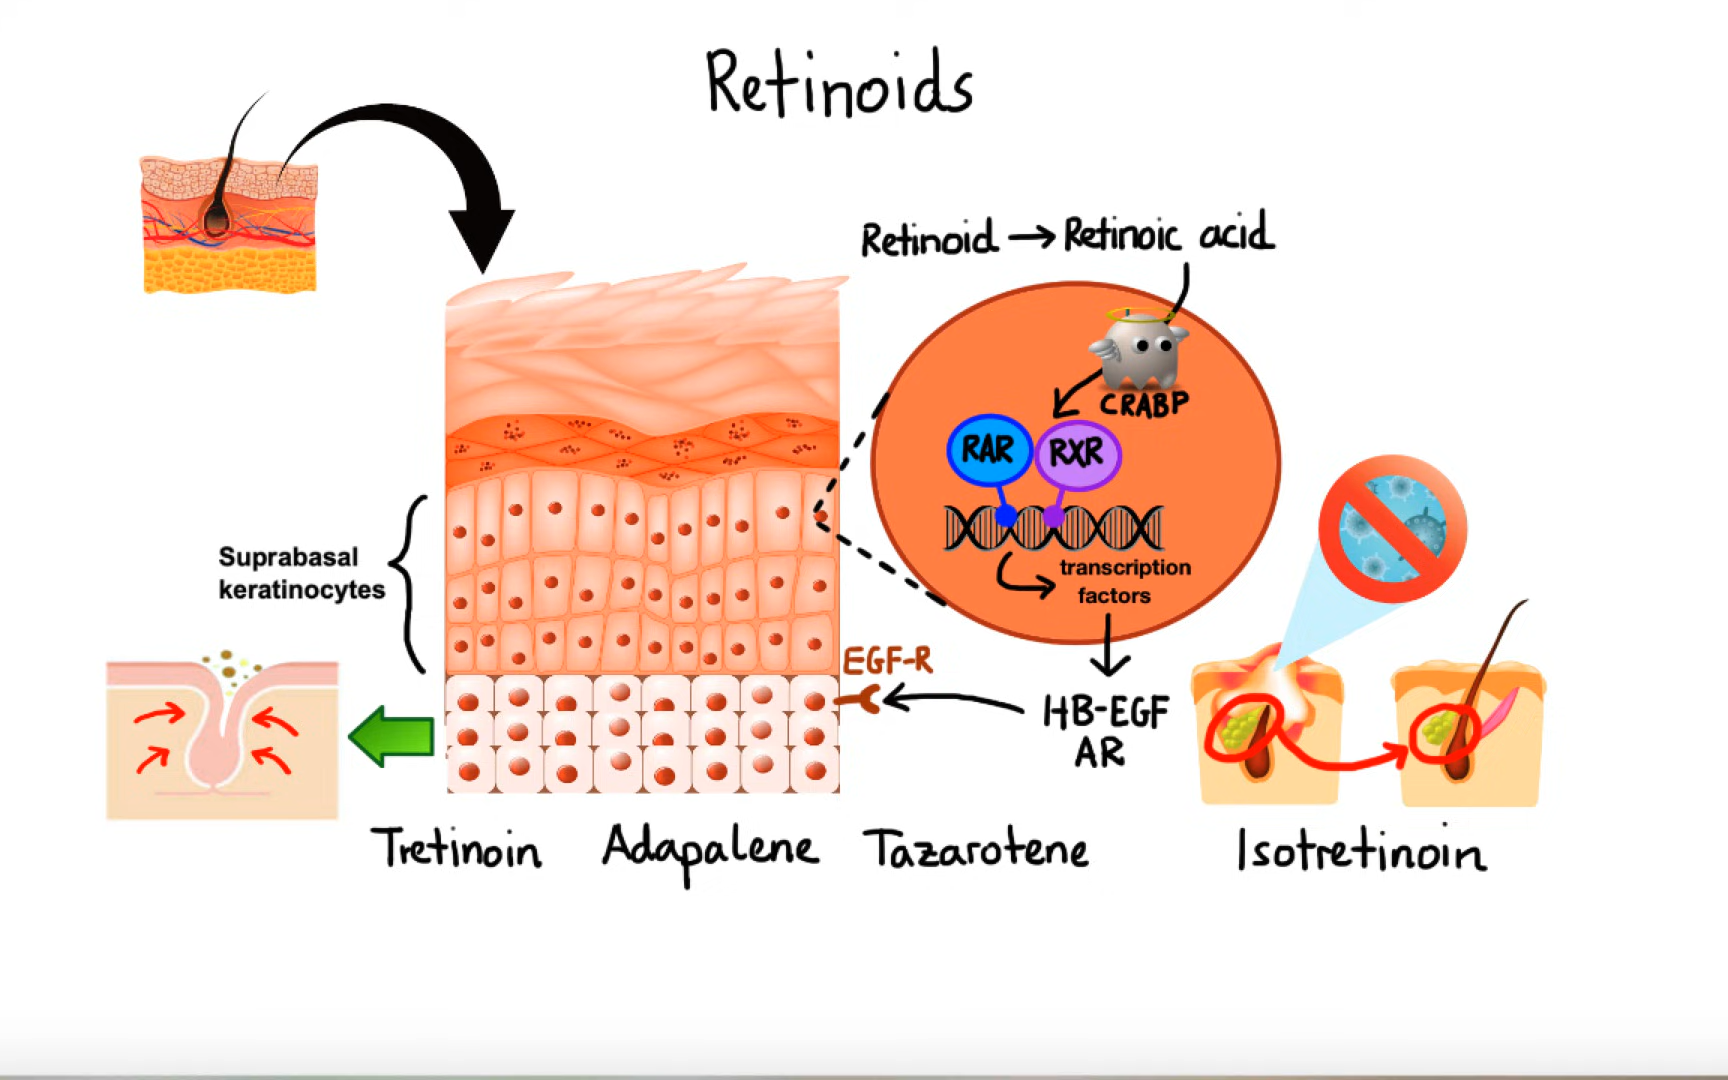 Retinoids
Retinoid → Retinoic acid
CRABP
RAR
RXR
transcription
factors
Suprabasal
keratinocytes
EGF-R
HB-EGF
AR
Tretinoin
Adapalene
Tazarotene
Isotretinoin